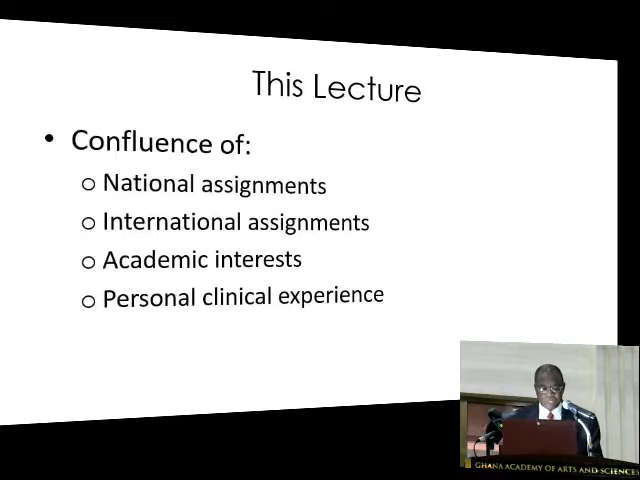 This Lecture
• Confluence of:
o National assignments
o International assignments
o Academic interests
o Personal clinical experience
GHANA ACADEMY OF ARTS AND SCIENCES